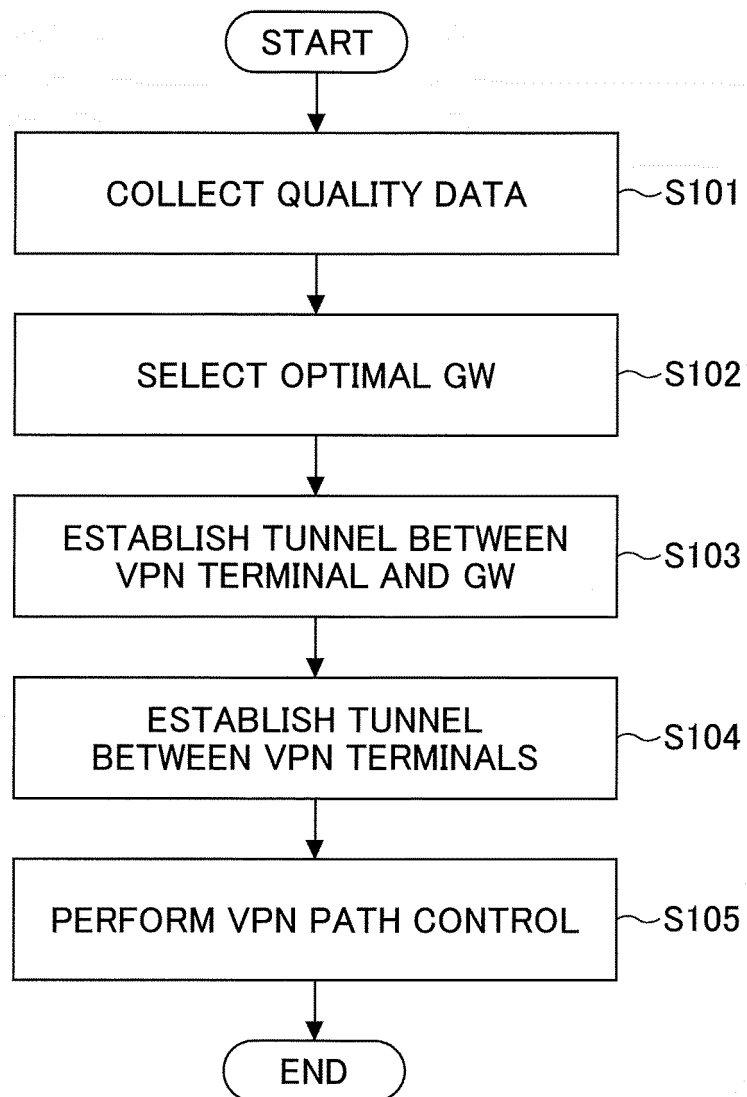 START
COLLECT QUALITY DATA
S101
SELECT OPTIMAL GW
S102
ESTABLISH TUNNEL BETWEEN
VPN TERMINAL AND GW
S103
ESTABLISH TUNNEL
BETWEEN VPN TERMINALS
S104
PERFORM VPN PATH CONTROL
S105
END